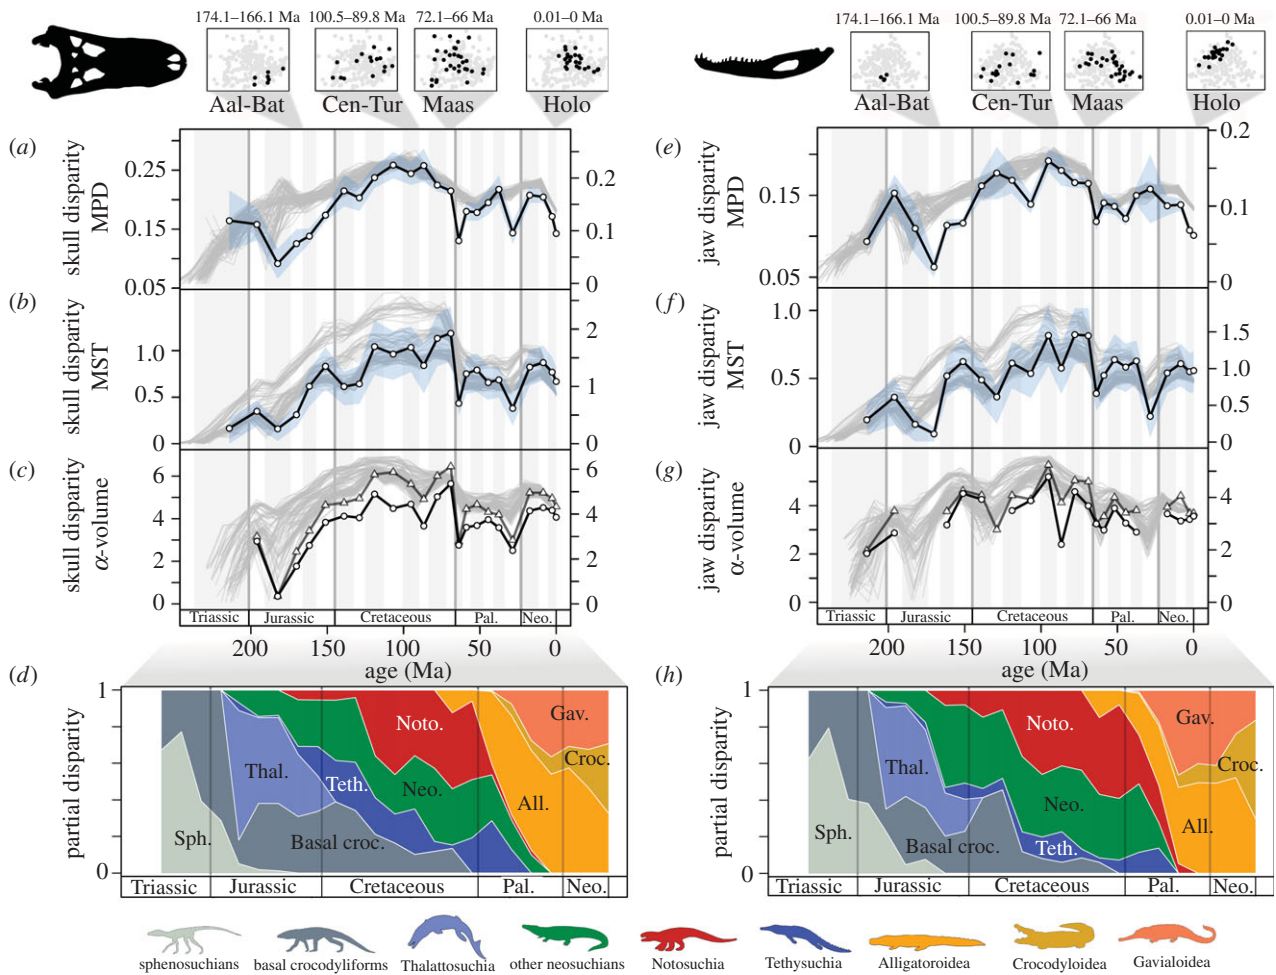 174.1–166.1 Ma 100.5–89.8 Ma 72.1–66 Ma 0.01–0 Ma
Aal-Bat Cen-Tur Maas Holo
174.1–166.1 Ma 100.5–89.8 Ma 72.1–66 Ma 0.01–0 Ma
Aal-Bat Cen-Tur Maas Holo
(a)
skull disparity
MPD
0.25
0.15
0.05
0.2
0.1
0
(b)
skull disparity
MST
1.0
0.5
0
2
1
0
(c)
skull disparity
α-volume
6
4
2
0
6
4
2
0
Triassic Jurassic Cretaceous Pal. Neo.
200 150 100 50 0
age (Ma)
(d)
partial disparity
1
0
Sph. Thal. Basal croc. Teth. Neo. Noto. All. Gav. Croc.
Triassic Jurassic Cretaceous Pal. Neo.
(e)
jaw disparity
MPD
0.15
0.05
0.2
0.1
0
(f)
jaw disparity
MST
1.0
0.5
0
1.5
1.0
0.5
0
(g)
jaw disparity
α-volume
4
2
0
4
2
0
Triassic Jurassic Cretaceous Pal. Neo.
200 150 100 50 0
age (Ma)
(h)
partial disparity
1
0
Sph. Thal. Basal croc. Teth. Neo. Noto. All. Gav. Croc.
Triassic Jurassic Cretaceous Pal. Neo.
sphenosuchians basal crocodyliforms Thalattosuchia other neosuchians Notosuchia Tethysuchia Alligatoroidea Crocodyloidea Gavialoidea